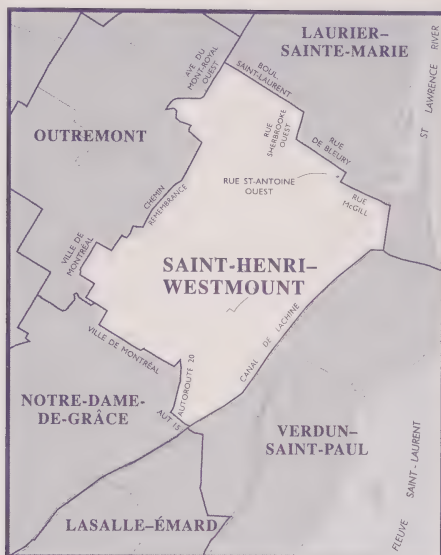 LAURIER–
SAINTE-MARIE
ST LAWRENCE RIVER
AVE DU
MONT-ROYAL
OUEST
BOUL
SAINT-LAURENT
RUE
SHERBROOKE
OUEST
RUE
DE BLEURY
OUTREMONT
RUE ST-ANTOINE
OUEST
RUE
McGILL
CHEMIN
REMEMBRANCE
VILLE DE
MONTRÉAL
SAINT-HENRI–
WESTMOUNT
VILLE DE MONTRÉAL
AUTOROUTE 20
CANAL DE LACHINE
AUT 15
NOTRE-DAME-
DE-GRÂCE
VERDUN–
SAINT-PAUL
LASALLE–ÉMARD
FLEUVE SAINT-LAURENT